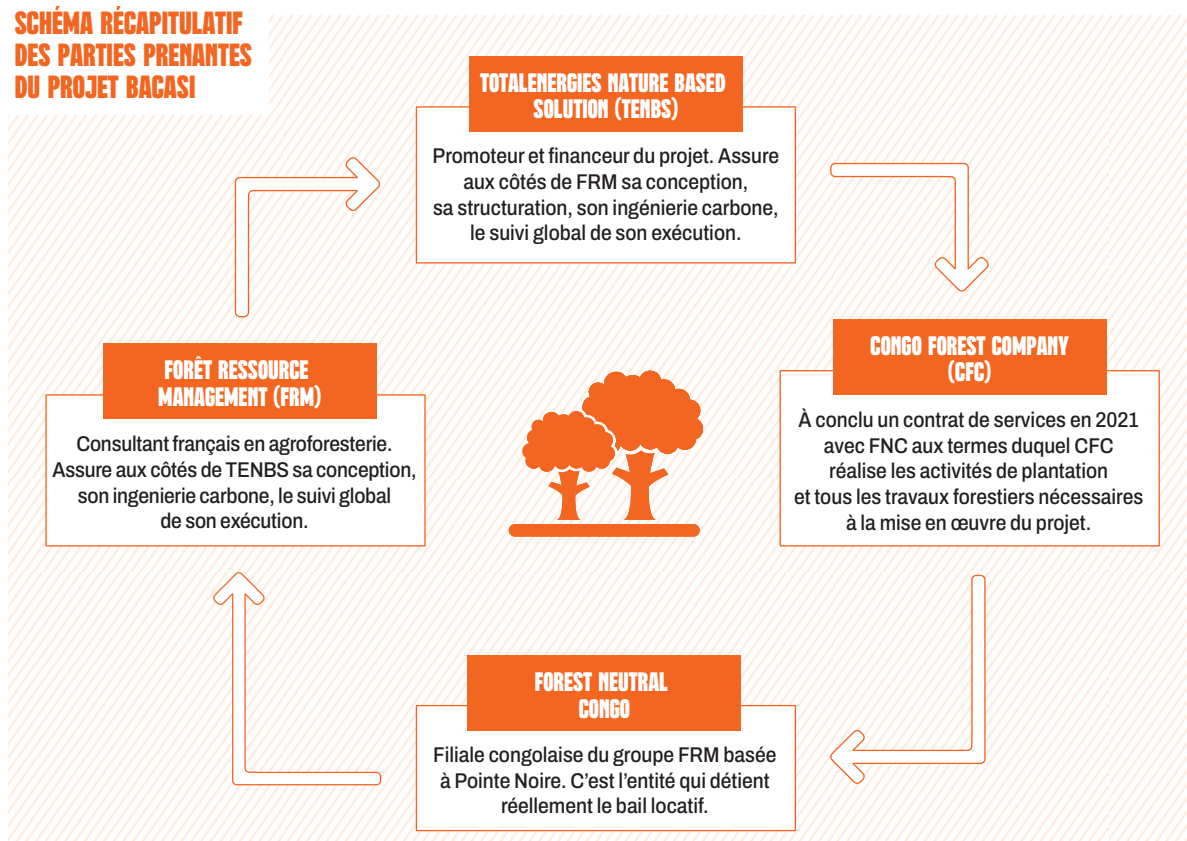 SCHÉMA RÉCAPITULATIF
DES PARTIES PRENANTES
DU PROJET BACASI
TOTALENERGIES NATURE BASED
SOLUTION (TENBS)
Promoteur et financeur du projet. Assure
aux côtés de FRM sa conception,
sa structuration, son ingénierie carbone,
le suivi global de son exécution.
CONGO FOREST COMPANY
(CFC)
À conclu un contrat de services en 2021
avec FNC aux termes duquel CFC
réalise les activités de plantation
et tous les travaux forestiers nécessaires
à la mise en œuvre du projet.
FOREST NEUTRAL
CONGO
Filiale congolaise du groupe FRM basée
à Pointe Noire. C’est l’entité qui détient
réellement le bail locatif.
FORÊT RESSOURCE
MANAGEMENT (FRM)
Consultant français en agroforesterie.
Assure aux côtés de TENBS sa conception,
son ingenierie carbone, le suivi global
de son exécution.